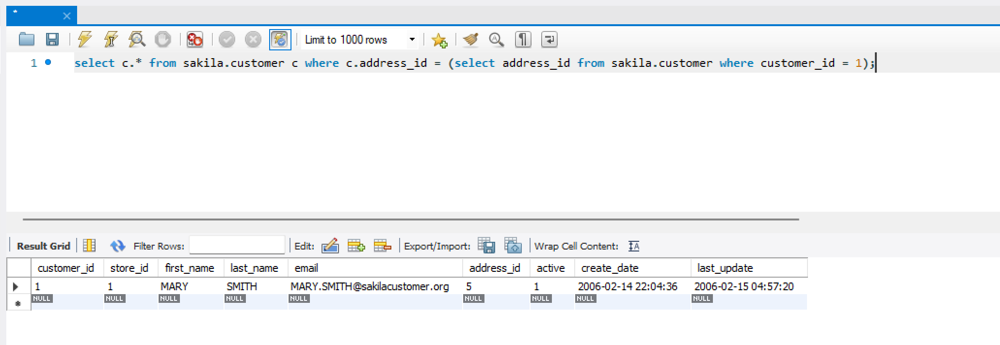 *
Limit to 1000 rows
1 select c.* from sakila.customer c where c.address_id = (select address_id from sakila.customer where customer_id = 1);
Result Grid Filter Rows: Edit: Export/Import: Wrap Cell Content: A
customer_id store_id first_name last_name email address_id active create_date last_update
1 1 MARY SMITH MARY.SMITH@sakilacustomer.org 5 1 2006-02-14 22:04:36 2006-02-15 04:57:20
NULL NULL NULL NULL NULL NULL NULL NULL NULL